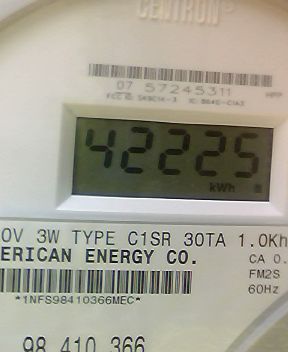 CENTRON®
07 57245311
42225
kWh
0V 3W TYPE C1SR 30TA 1.0Kh
ERICAN ENERGY CO.
CA 0.
FM2S
60Hz
*1NFS98410366MEC*
98 410 366